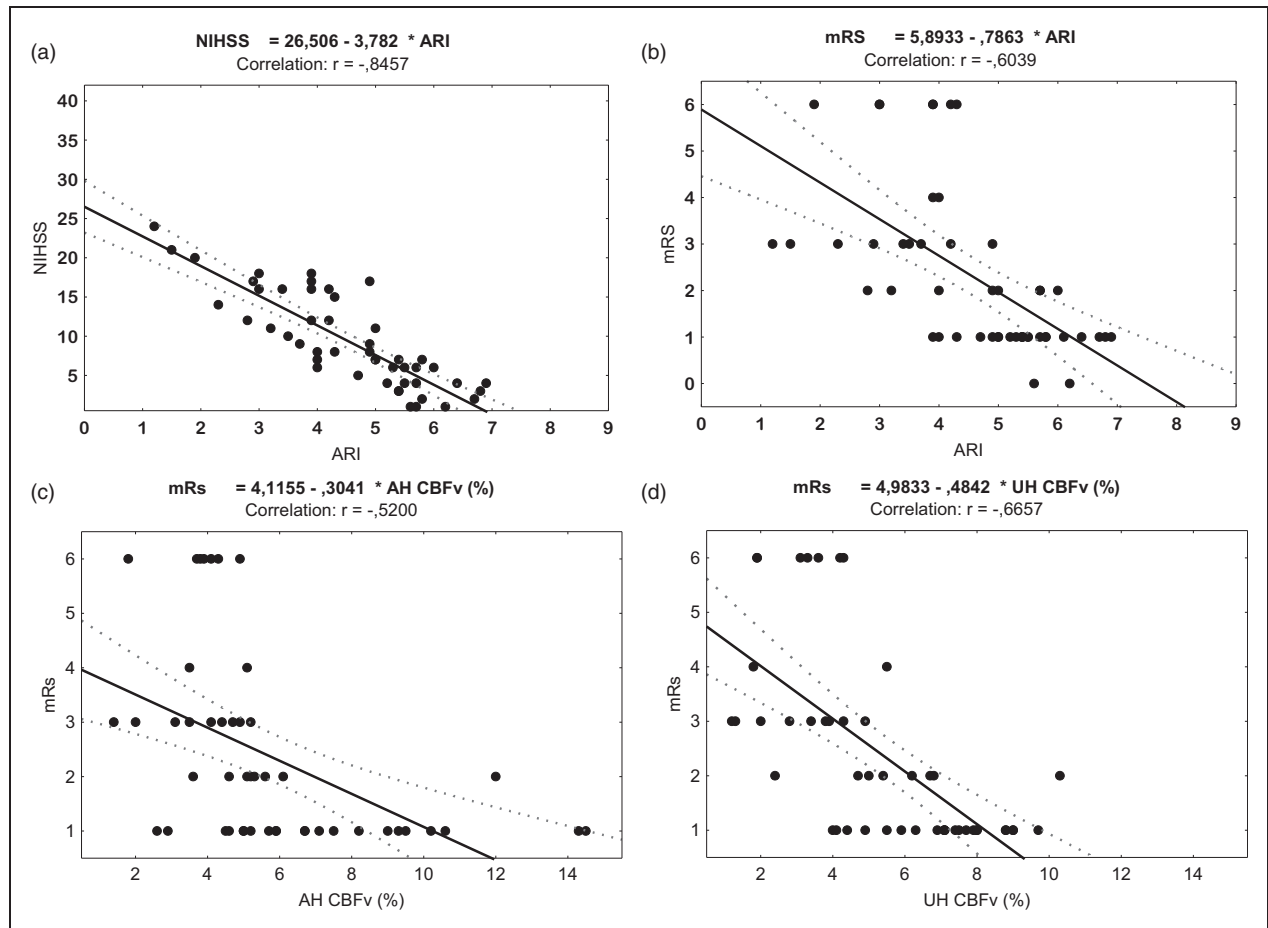 (a)
NIHSS = 26,506 - 3,782 * ARI
Correlation: r = -,8457
40
35
30
25
20
15
10
5
NIHSS
0 1 2 3 4 5 6 7 8 9
ARI
(b)
mRS = 5,8933 - ,7863 * ARI
Correlation: r = -,6039
6
5
4
3
2
1
0
mRS
0 1 2 3 4 5 6 7 8 9
ARI
(c)
mRs = 4,1155 - ,3041 * AH CBFv (%)
Correlation: r = -,5200
6
5
4
3
2
1
mRs
2 4 6 8 10 12 14
AH CBFv (%)
(d)
mRs = 4,9833 - ,4842 * UH CBFv (%)
Correlation: r = -,6657
6
5
4
3
2
1
mRs
2 4 6 8 10 12 14
UH CBFv (%)